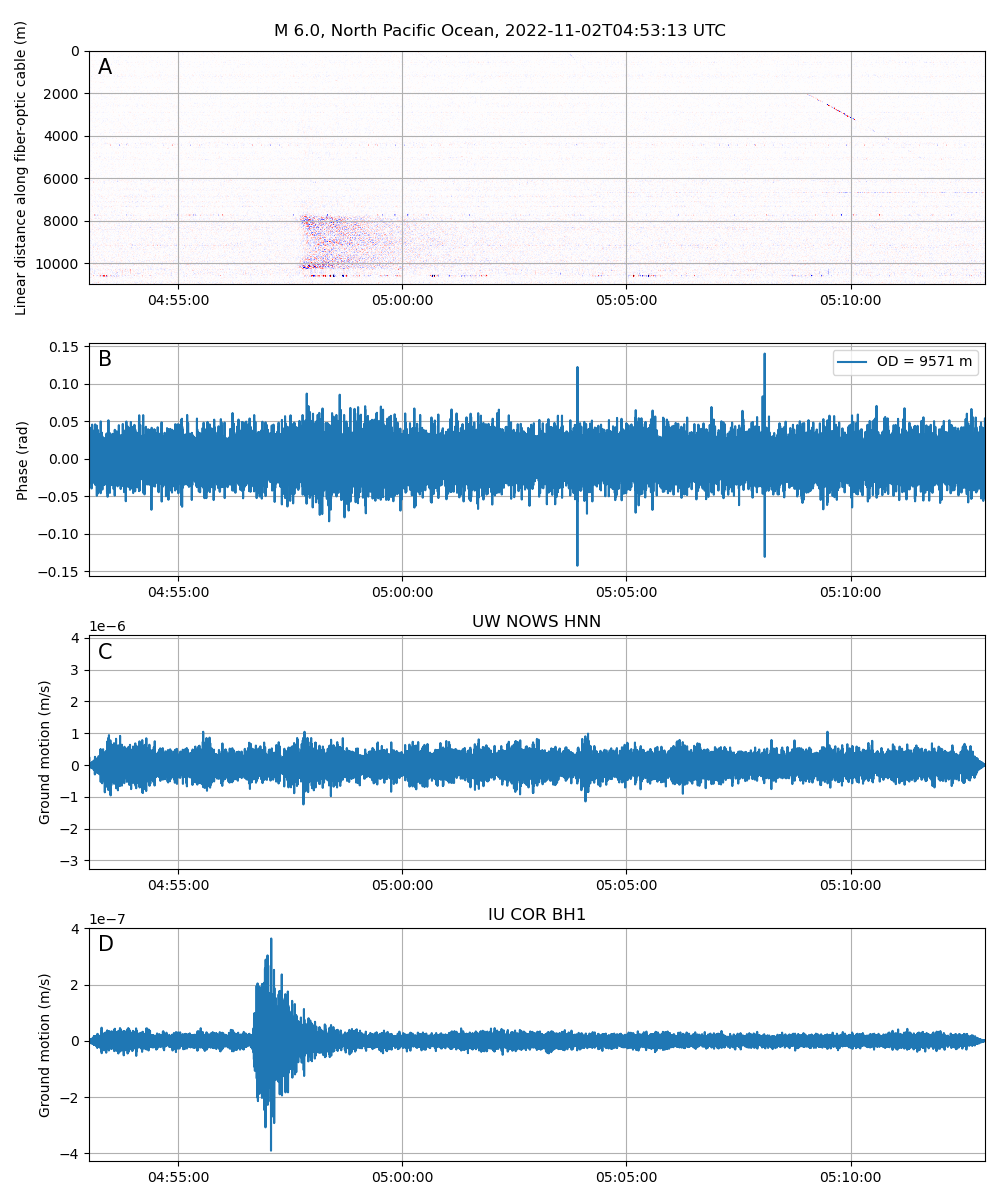 M 6.0, North Pacific Ocean, 2022-11-02T04:53:13 UTC
A
Linear distance along fiber-optic cable (m)
0
2000
4000
6000
8000
10000
04:55:00 05:00:00 05:05:00 05:10:00
B
OD = 9571 m
Phase (rad)
0.15
0.10
0.05
0.00
−0.05
−0.10
−0.15
04:55:00 05:00:00 05:05:00 05:10:00
UW NOWS HNN
1e−6
C
Ground motion (m/s)
4
3
2
1
0
−1
−2
−3
04:55:00 05:00:00 05:05:00 05:10:00
IU COR BH1
1e−7
D
Ground motion (m/s)
4
2
0
−2
−4
04:55:00 05:00:00 05:05:00 05:10:00